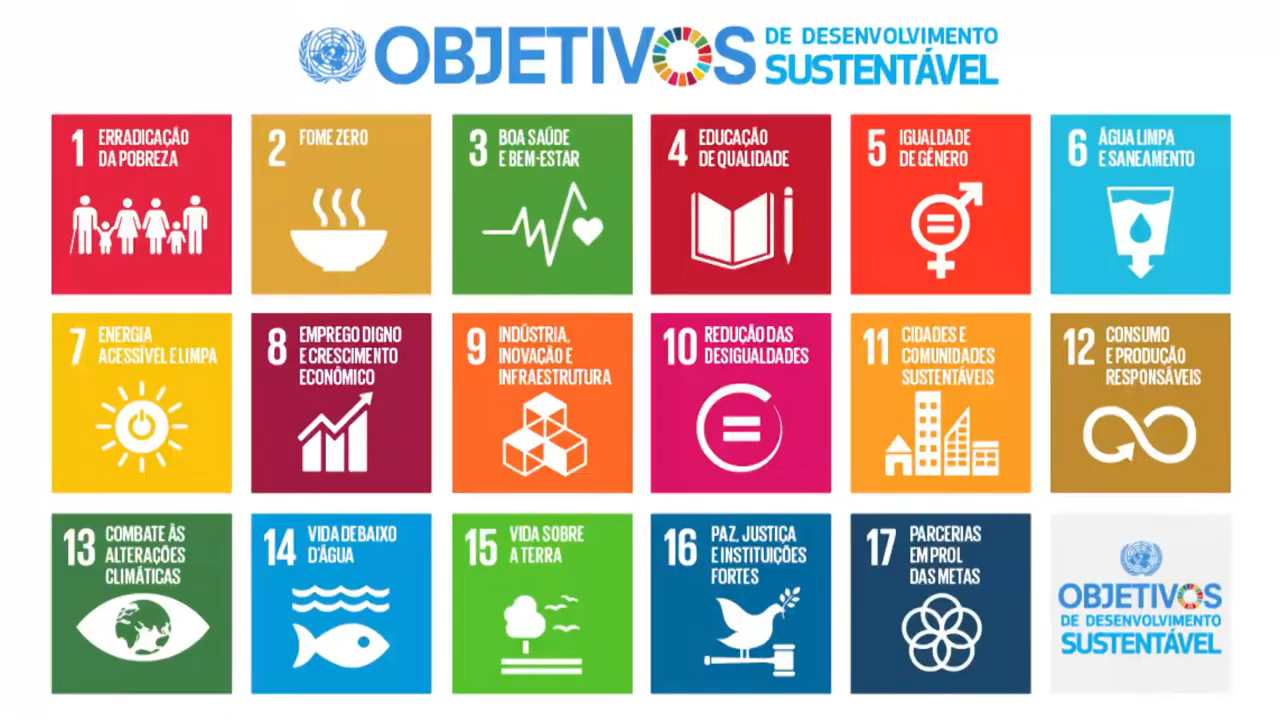 OBJETIVOS
DE DESENVOLVIMENTO
SUSTENTÁVEL
1 ERRADICAÇÃO
DA POBREZA
2 FOME ZERO
3 BOA SAÚDE
E BEM-ESTAR
4 EDUCAÇÃO
DE QUALIDADE
5 IGUALDADE
DE GÊNERO
6 ÁGUA LIMPA
E SANEAMENTO
7 ENERGIA
ACESSÍVEL E LIMPA
8 EMPREGO DIGNO
E CRESCIMENTO
ECONÔMICO
9 INDÚSTRIA,
INOVAÇÃO E
INFRAESTRUTURA
10 REDUÇÃO DAS
DESIGUALDADES
11 CIDADES E
COMUNIDADES
SUSTENTÁVEIS
12 CONSUMO
E PRODUÇÃO
RESPONSÁVEIS
13 COMBATE ÀS
ALTERAÇÕES
CLIMÁTICAS
14 VIDA DEBAIXO
D'ÁGUA
15 VIDA SOBRE
A TERRA
16 PAZ, JUSTIÇA
E INSTITUIÇÕES
FORTES
17 PARCERIAS
EM PROL
DAS METAS
OBJETIVOS
DE DESENVOLVIMENTO
SUSTENTÁVEL